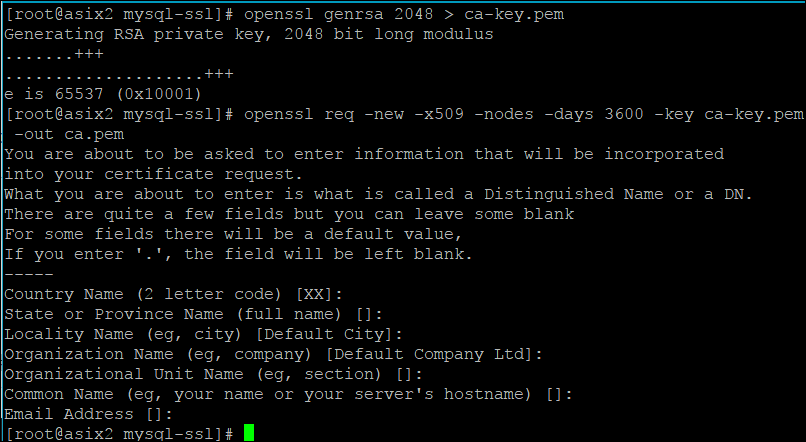 [root@asix2 mysql-ssl]# openssl genrsa 2048 > ca-key.pem
Generating RSA private key, 2048 bit long modulus
.......+++
....................+++
e is 65537 (0x10001)
[root@asix2 mysql-ssl]# openssl req -new -x509 -nodes -days 3600 -key ca-key.pem
-out ca.pem
You are about to be asked to enter information that will be incorporated
into your certificate request.
What you are about to enter is what is called a Distinguished Name or a DN.
There are quite a few fields but you can leave some blank
For some fields there will be a default value,
If you enter '.', the field will be left blank.
-----
Country Name (2 letter code) [XX]:
State or Province Name (full name) []:
Locality Name (eg, city) [Default City]:
Organization Name (eg, company) [Default Company Ltd]:
Organizational Unit Name (eg, section) []:
Common Name (eg, your name or your server's hostname) []:
Email Address []:
[root@asix2 mysql-ssl]#